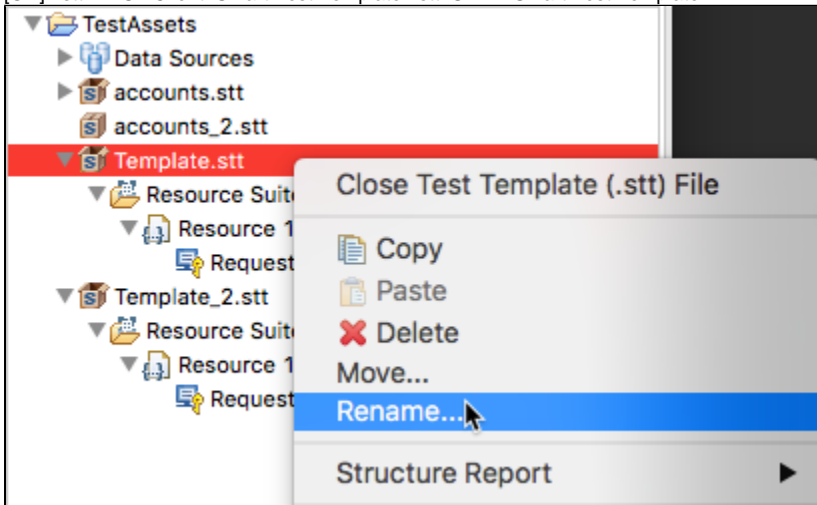 TestAssets
Data Sources
accounts.stt
accounts_2.stt
Template.stt
Resource Suit
Resource 1
Request
Template_2.stt
Resource Suit
Resource 1
Request
Close Test Template (.stt) File
Copy
Paste
Delete
Move...
Rename...
Structure Report